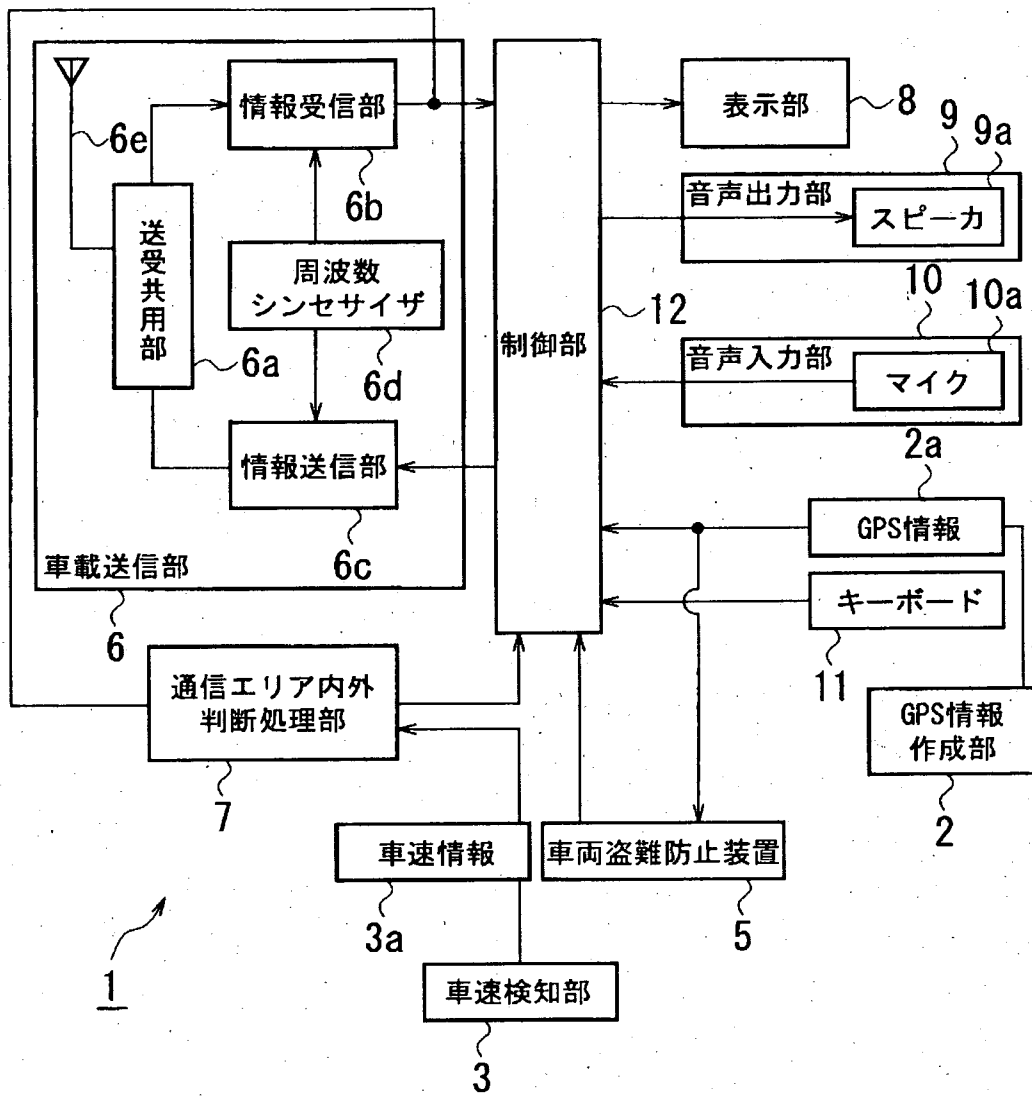 情報受信部
6e
6b
送受共用部
6a
周波数
シンセサイザ
6d
情報送信部
6c
車載送信部
6
制御部
12
表示部
8
9
9a
音声出力部
スピーカ
10
10a
音声入力部
マイク
2a
GPS情報
キーボード
11
GPS情報
作成部
2
通信エリア内外
判断処理部
7
車速情報
3a
車両盗難防止装置
5
車速検知部
3
1